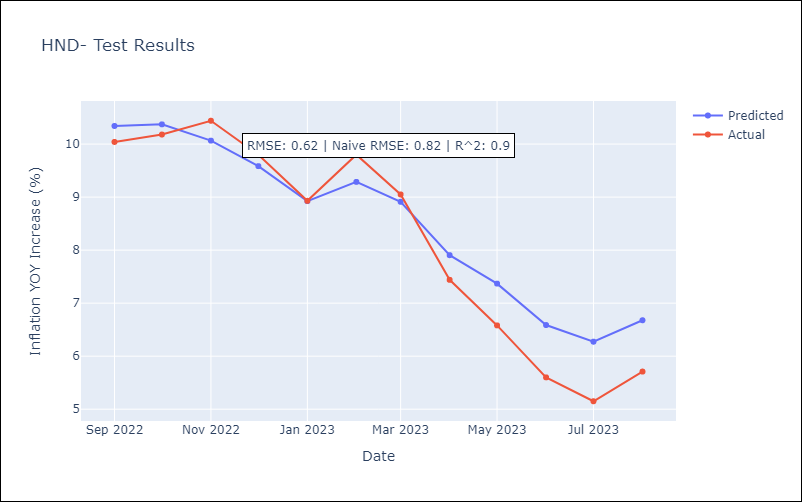 HND- Test Results
Predicted
Actual
RMSE: 0.62 | Naive RMSE: 0.82 | R^2: 0.9
Inflation YOY Increase (%)
10
9
8
7
6
5
Sep 2022 Nov 2022 Jan 2023 Mar 2023 May 2023 Jul 2023
Date